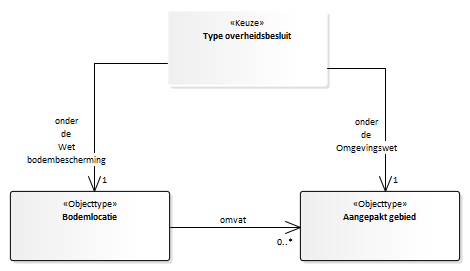 «Keuze»
Type overheidsbesluit
onder
de
Wet
bodembescherming
onder
de
Omgevingswet
1
1
«Objecttype»
Bodemlocatie
omvat
0..*
«Objecttype»
Aangepakt gebied